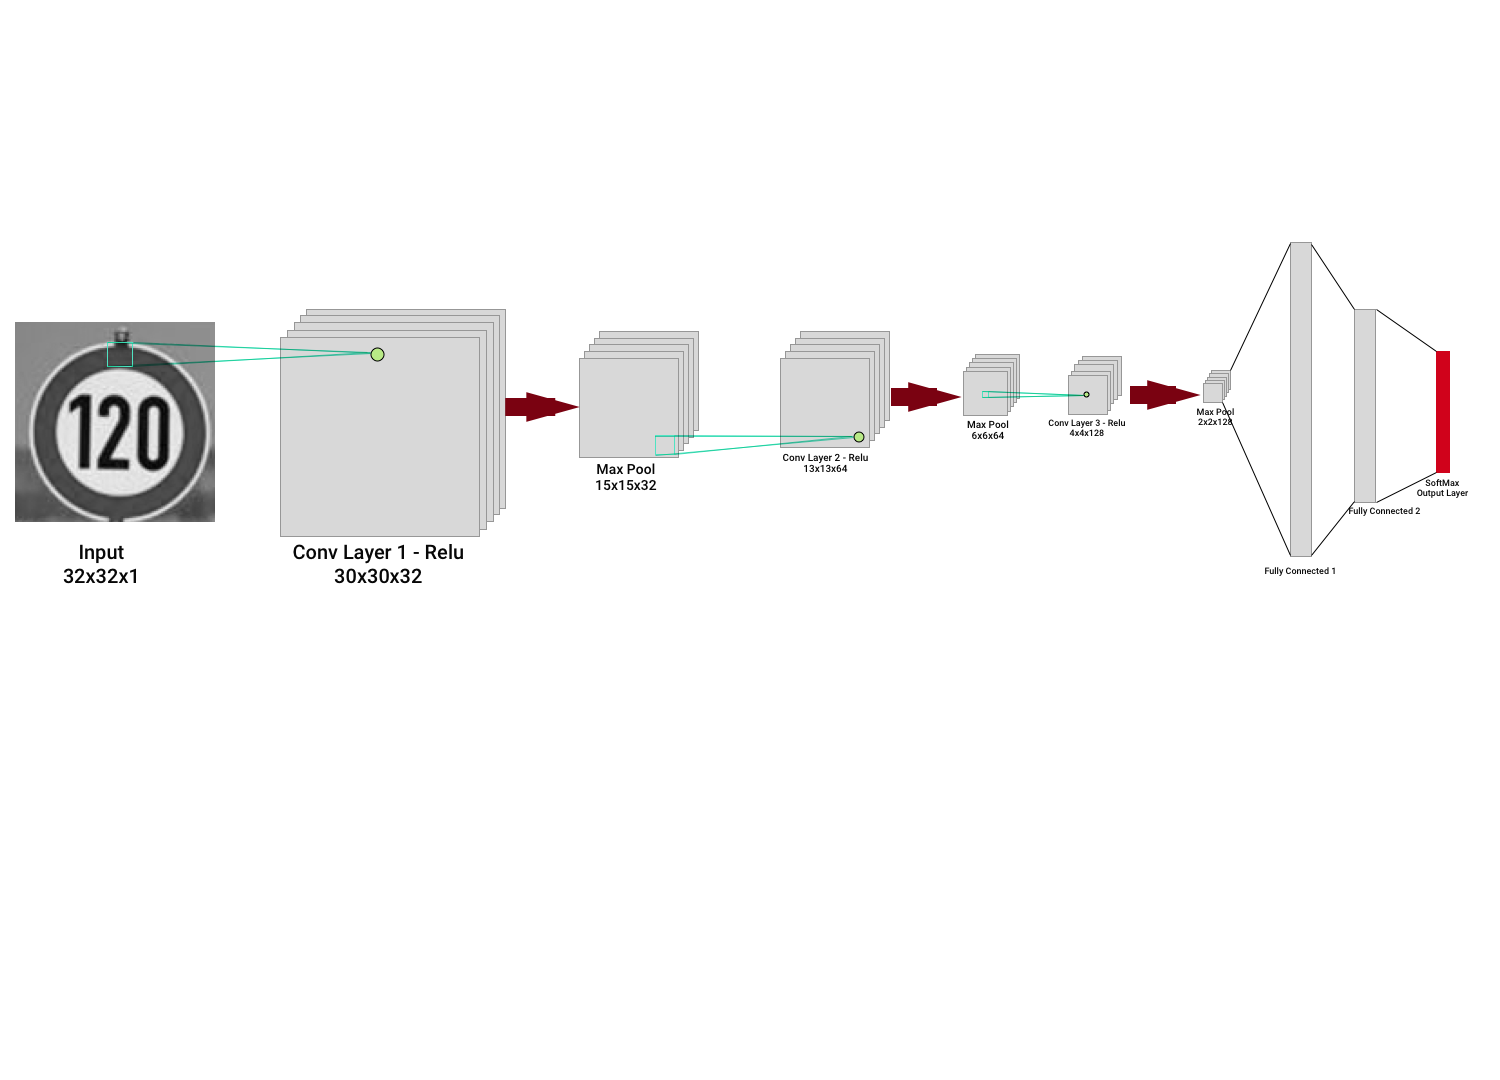 120
Input
32x32x1
Conv Layer 1 - Relu
30x30x32
Max Pool
15x15x32
Conv Layer 2 - Relu
13x13x64
Max Pool
6x6x64
Conv Layer 3 - Relu
4x4x128
Max Pool
2x2x128
Fully Connected 1
Fully Connected 2
SoftMax
Output Layer